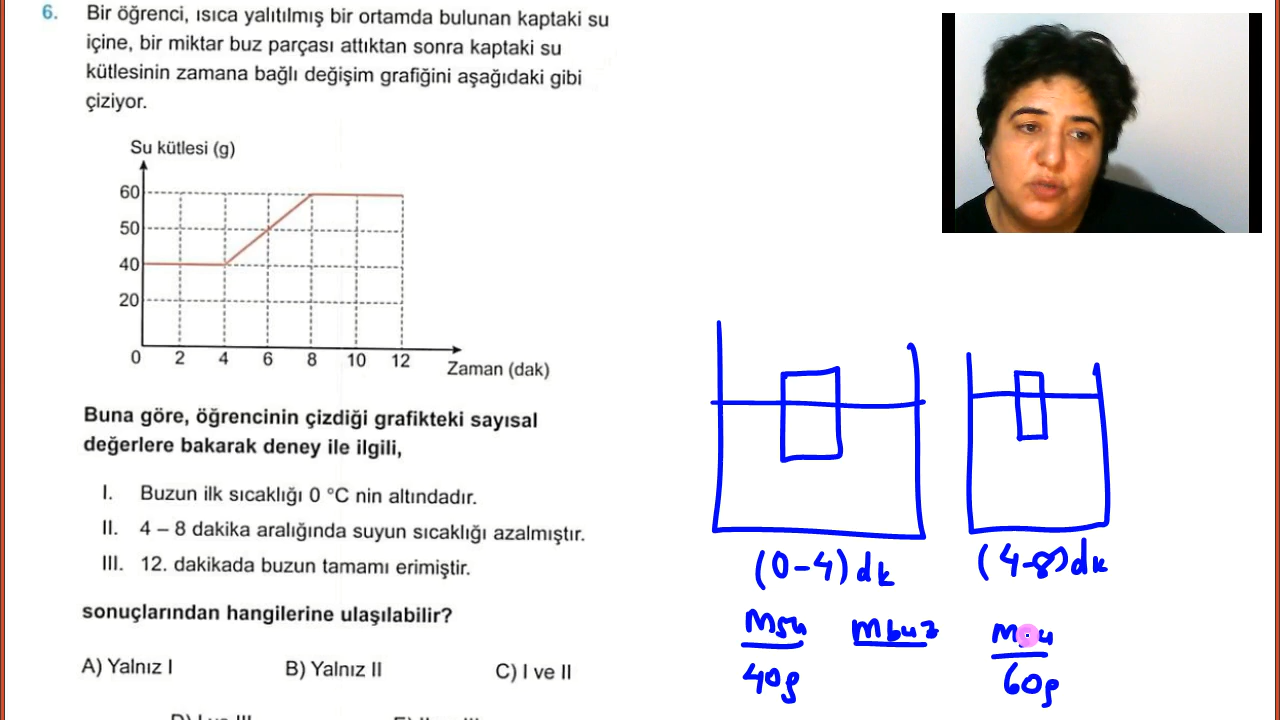 6. Bir öğrenci, ısıca yalıtılmış bir ortamda bulunan kaptaki su
içine, bir miktar buz parçası attıktan sonra kaptaki su
kütlesinin zamana bağlı değişim grafiğini aşağıdaki gibi
çiziyor.
Su kütlesi (g)
60
50
40
20
0 2 4 6 8 10 12
Zaman (dak)
Buna göre, öğrencinin çizdiği grafikteki sayısal
değerlere bakarak deney ile ilgili,
I. Buzun ilk sıcaklığı 0 °C nin altındadır.
II. 4 – 8 dakika aralığında suyun sıcaklığı azalmıştır.
III. 12. dakikada buzun tamamı erimiştir.
sonuçlarından hangilerine ulaşılabilir?
A) Yalnız I B) Yalnız II C) I ve II
(0-4) dk (4-8) dk
msu mbuz msu
40g 60g